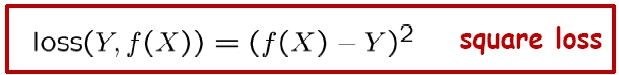 loss(Y, f(X)) = (f(X) – Y)² square loss